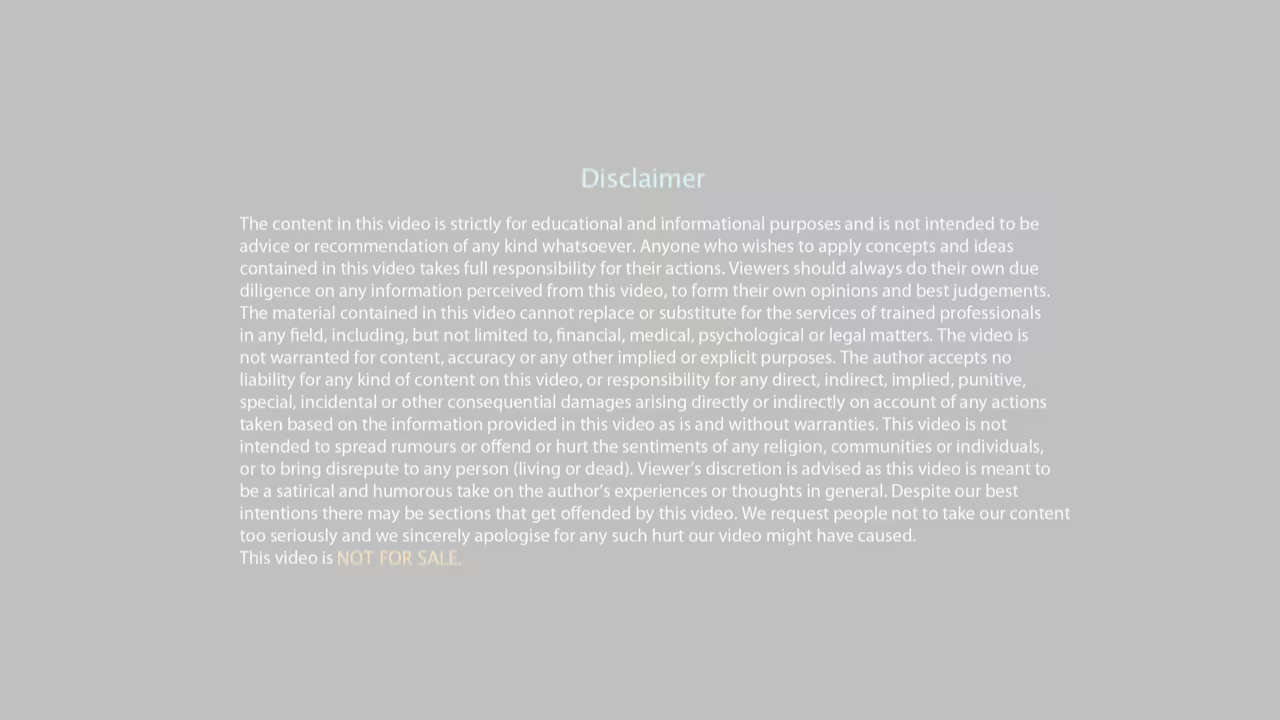 Disclaimer
The content in this video is strictly for educational and informational purposes and is not intended to be
advice or recommendation of any kind whatsoever. Anyone who wishes to apply concepts and ideas
contained in this video takes full responsibility for their actions. Viewers should always do their own due
diligence on any information perceived from this video, to form their own opinions and best judgements.
The material contained in this video cannot replace or substitute for the services of trained professionals
in any field, including, but not limited to, financial, medical, psychological or legal matters. The video is
not warranted for content, accuracy or any other implied or explicit purposes. The author accepts no
liability for any kind of content on this video, or responsibility for any direct, indirect, implied, punitive,
special, incidental or other consequential damages arising directly or indirectly on account of any actions
taken based on the information provided in this video as is and without warranties. This video is not
intended to spread rumours or offend or hurt the sentiments of any religion, communities or individuals,
or to bring disrepute to any person (living or dead). Viewer's discretion is advised as this video is meant to
be a satirical and humorous take on the author's experiences or thoughts in general. Despite our best
intentions there may be sections that get offended by this video. We request people not to take our content
too seriously and we sincerely apologise for any such hurt our video might have caused.
This video is NOT FOR SALE.